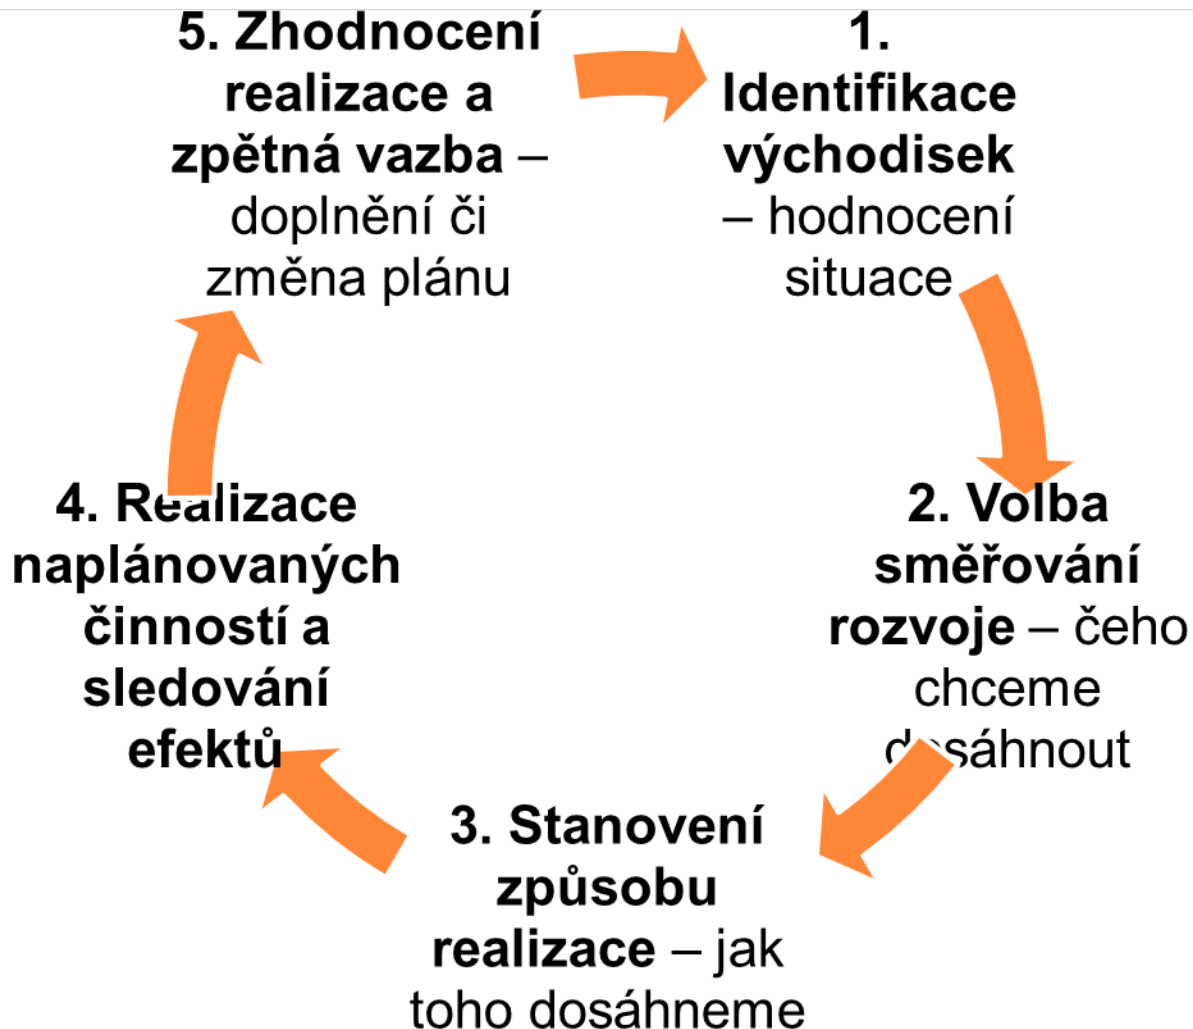 1.
Identifikace
východisek
– hodnocení
situace
2. Volba
směřování
rozvoje – čeho
chceme
dosáhnout
3. Stanovení
způsobu
realizace – jak
toho dosáhneme
4. Realizace
naplánovaných
činností a
sledování
efektů
5. Zhodnocení
realizace a
zpětná vazba –
doplnění či
změna plánu